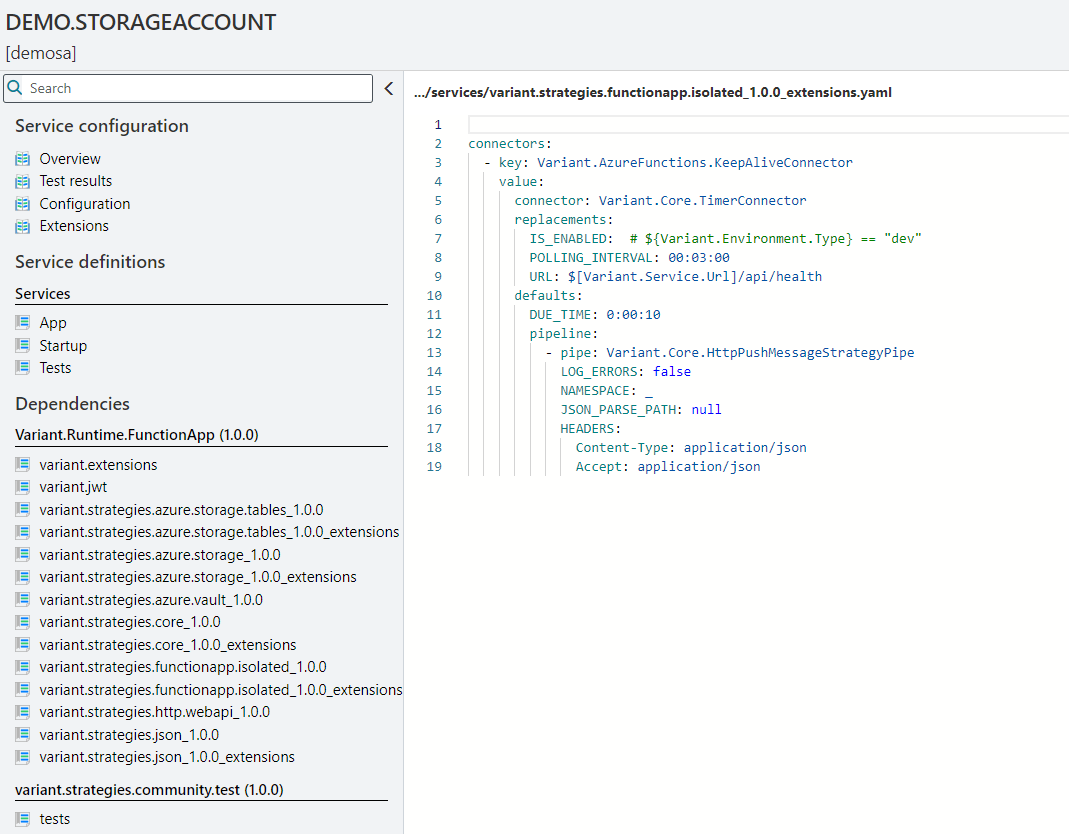 DEMO.STORAGEACCOUNT
[demosa]
Search
Service configuration
Overview
Test results
Configuration
Extensions
Service definitions
Services
App
Startup
Tests
Dependencies
Variant.Runtime.FunctionApp (1.0.0)
variant.extensions
variant.jwt
variant.strategies.azure.storage.tables_1.0.0
variant.strategies.azure.storage.tables_1.0.0_extensions
variant.strategies.azure.storage_1.0.0
variant.strategies.azure.storage_1.0.0_extensions
variant.strategies.azure.vault_1.0.0
variant.strategies.core_1.0.0
variant.strategies.core_1.0.0_extensions
variant.strategies.functionapp.isolated_1.0.0
variant.strategies.functionapp.isolated_1.0.0_extensions
variant.strategies.http.webapi_1.0.0
variant.strategies.json_1.0.0
variant.strategies.json_1.0.0_extensions
variant.strategies.community.test (1.0.0)
tests
.../services/variant.strategies.functionapp.isolated_1.0.0_extensions.yaml
1
2 connectors:
3   - key: Variant.AzureFunctions.KeepAliveConnector
4     value:
5       connector: Variant.Core.TimerConnector
6       replacements:
7         IS_ENABLED:  # ${Variant.Environment.Type} == "dev"
8         POLLING_INTERVAL: 00:03:00
9         URL: $[Variant.Service.Url]/api/health
10       defaults:
11         DUE_TIME: 0:00:10
12         pipeline:
13           - pipe: Variant.Core.HttpPushMessageStrategyPipe
14             LOG_ERRORS: false
15             NAMESPACE: _
16             JSON_PARSE_PATH: null
17             HEADERS:
18               Content-Type: application/json
19               Accept: application/json